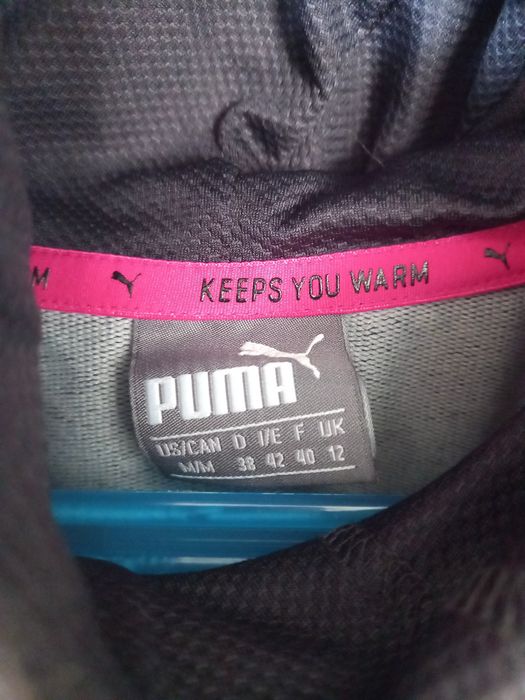 M KEEPS YOU WARM
PUMA
US/CAN D I/E F UK
M/M 38 42 40 12